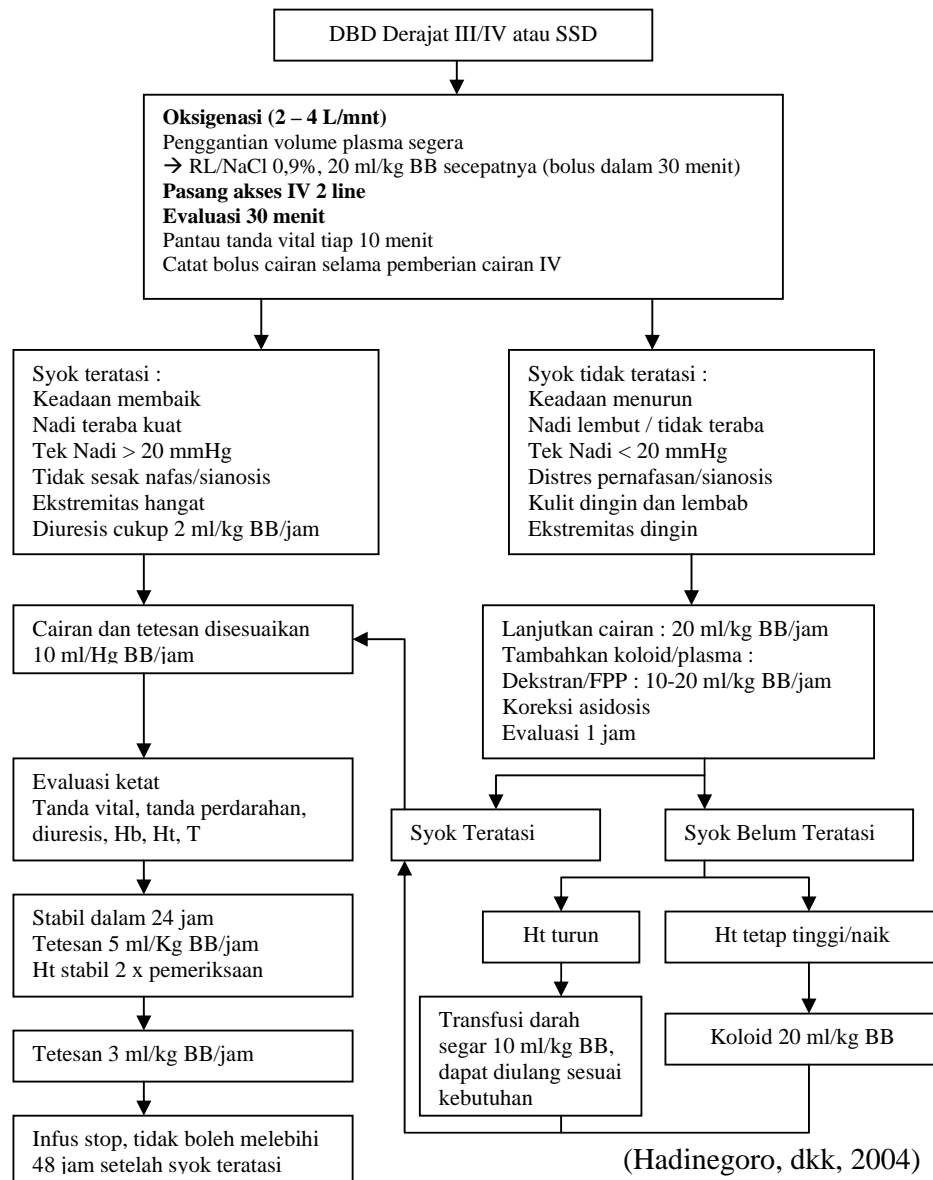 DBD Derajat III/IV atau SSD
Oksigenasi (2 – 4 L/mnt)
Penggantian volume plasma segera
→ RL/NaCl 0,9%, 20 ml/kg BB secepatnya (bolus dalam 30 menit)
Pasang akses IV 2 line
Evaluasi 30 menit
Pantau tanda vital tiap 10 menit
Catat bolus cairan selama pemberian cairan IV
Syok teratasi :
Keadaan membaik
Nadi teraba kuat
Tek Nadi > 20 mmHg
Tidak sesak nafas/sianosis
Ekstremitas hangat
Diuresis cukup 2 ml/kg BB/jam
Syok tidak teratasi :
Keadaan menurun
Nadi lembut / tidak teraba
Tek Nadi < 20 mmHg
Distres pernafasan/sianosis
Kulit dingin dan lembab
Ekstremitas dingin
Cairan dan tetesan disesuaikan
10 ml/Hg BB/jam
Lanjutkan cairan : 20 ml/kg BB/jam
Tambahkan koloid/plasma :
Dekstran/FPP : 10-20 ml/kg BB/jam
Koreksi asidosis
Evaluasi 1 jam
Evaluasi ketat
Tanda vital, tanda perdarahan,
diuresis, Hb, Ht, T
Syok Teratasi
Syok Belum Teratasi
Stabil dalam 24 jam
Tetesan 5 ml/Kg BB/jam
Ht stabil 2 x pemeriksaan
Ht turun
Ht tetap tinggi/naik
Tetesan 3 ml/kg BB/jam
Transfusi darah
segar 10 ml/kg BB,
dapat diulang sesuai
kebutuhan
Koloid 20 ml/kg BB
Infus stop, tidak boleh melebihi
48 jam setelah syok teratasi
(Hadinegoro, dkk, 2004)